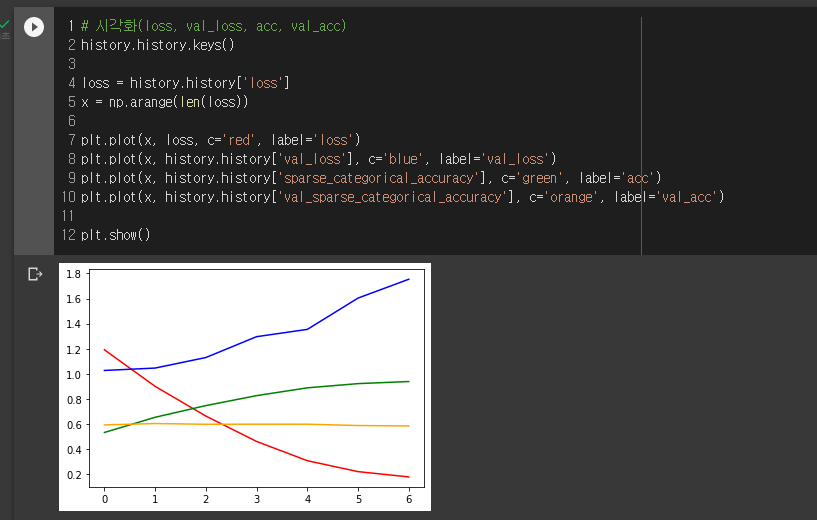 1 # 시각화(loss, val_loss, acc, val_acc)
2 history.history.keys()
3
4 loss = history.history['loss']
5 x = np.arange(len(loss))
6
7 plt.plot(x, loss, c='red', label='loss')
8 plt.plot(x, history.history['val_loss'], c='blue', label='val_loss')
9 plt.plot(x, history.history['sparse_categorical_accuracy'], c='green', label='acc')
10 plt.plot(x, history.history['val_sparse_categorical_accuracy'], c='orange', label='val_acc')
11
12 plt.show()
1.8
1.6
1.4
1.2
1.0
0.8
0.6
0.4
0.2
0 1 2 3 4 5 6